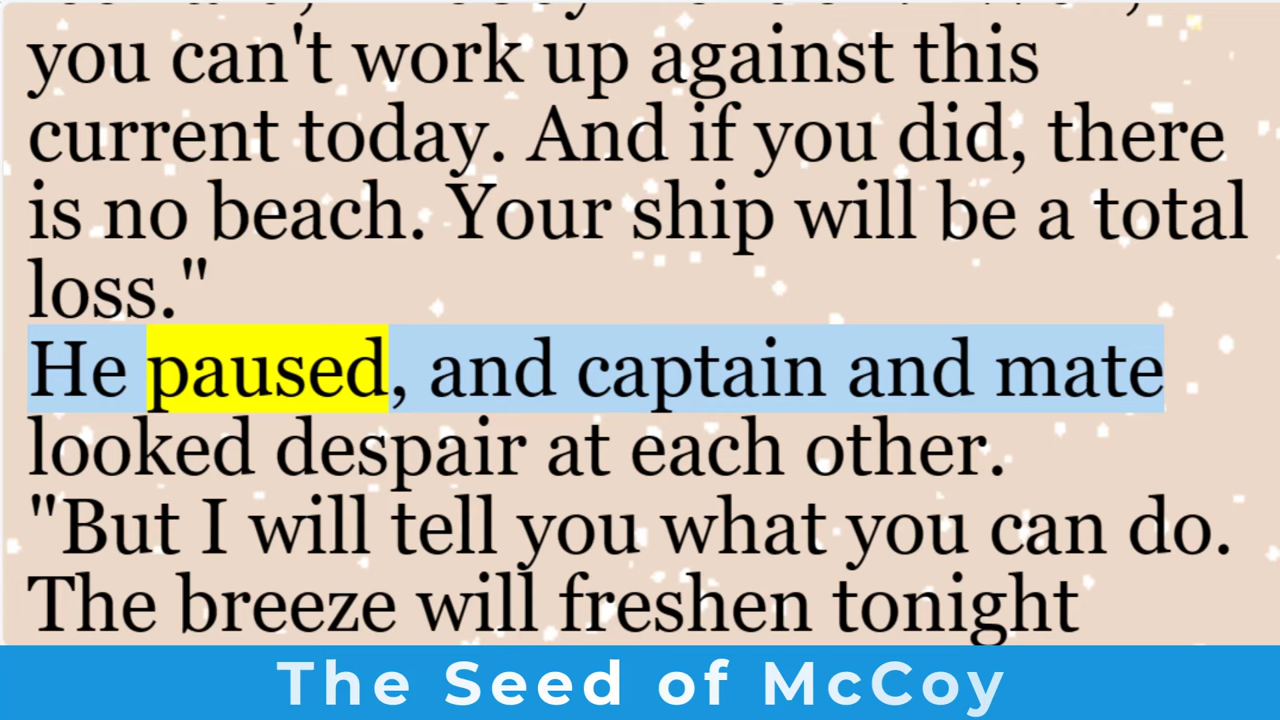 you can't work up against this
current today. And if you did, there
is no beach. Your ship will be a total
loss."
He paused, and captain and mate
looked despair at each other.
"But I will tell you what you can do.
The breeze will freshen tonight
The Seed of McCoy